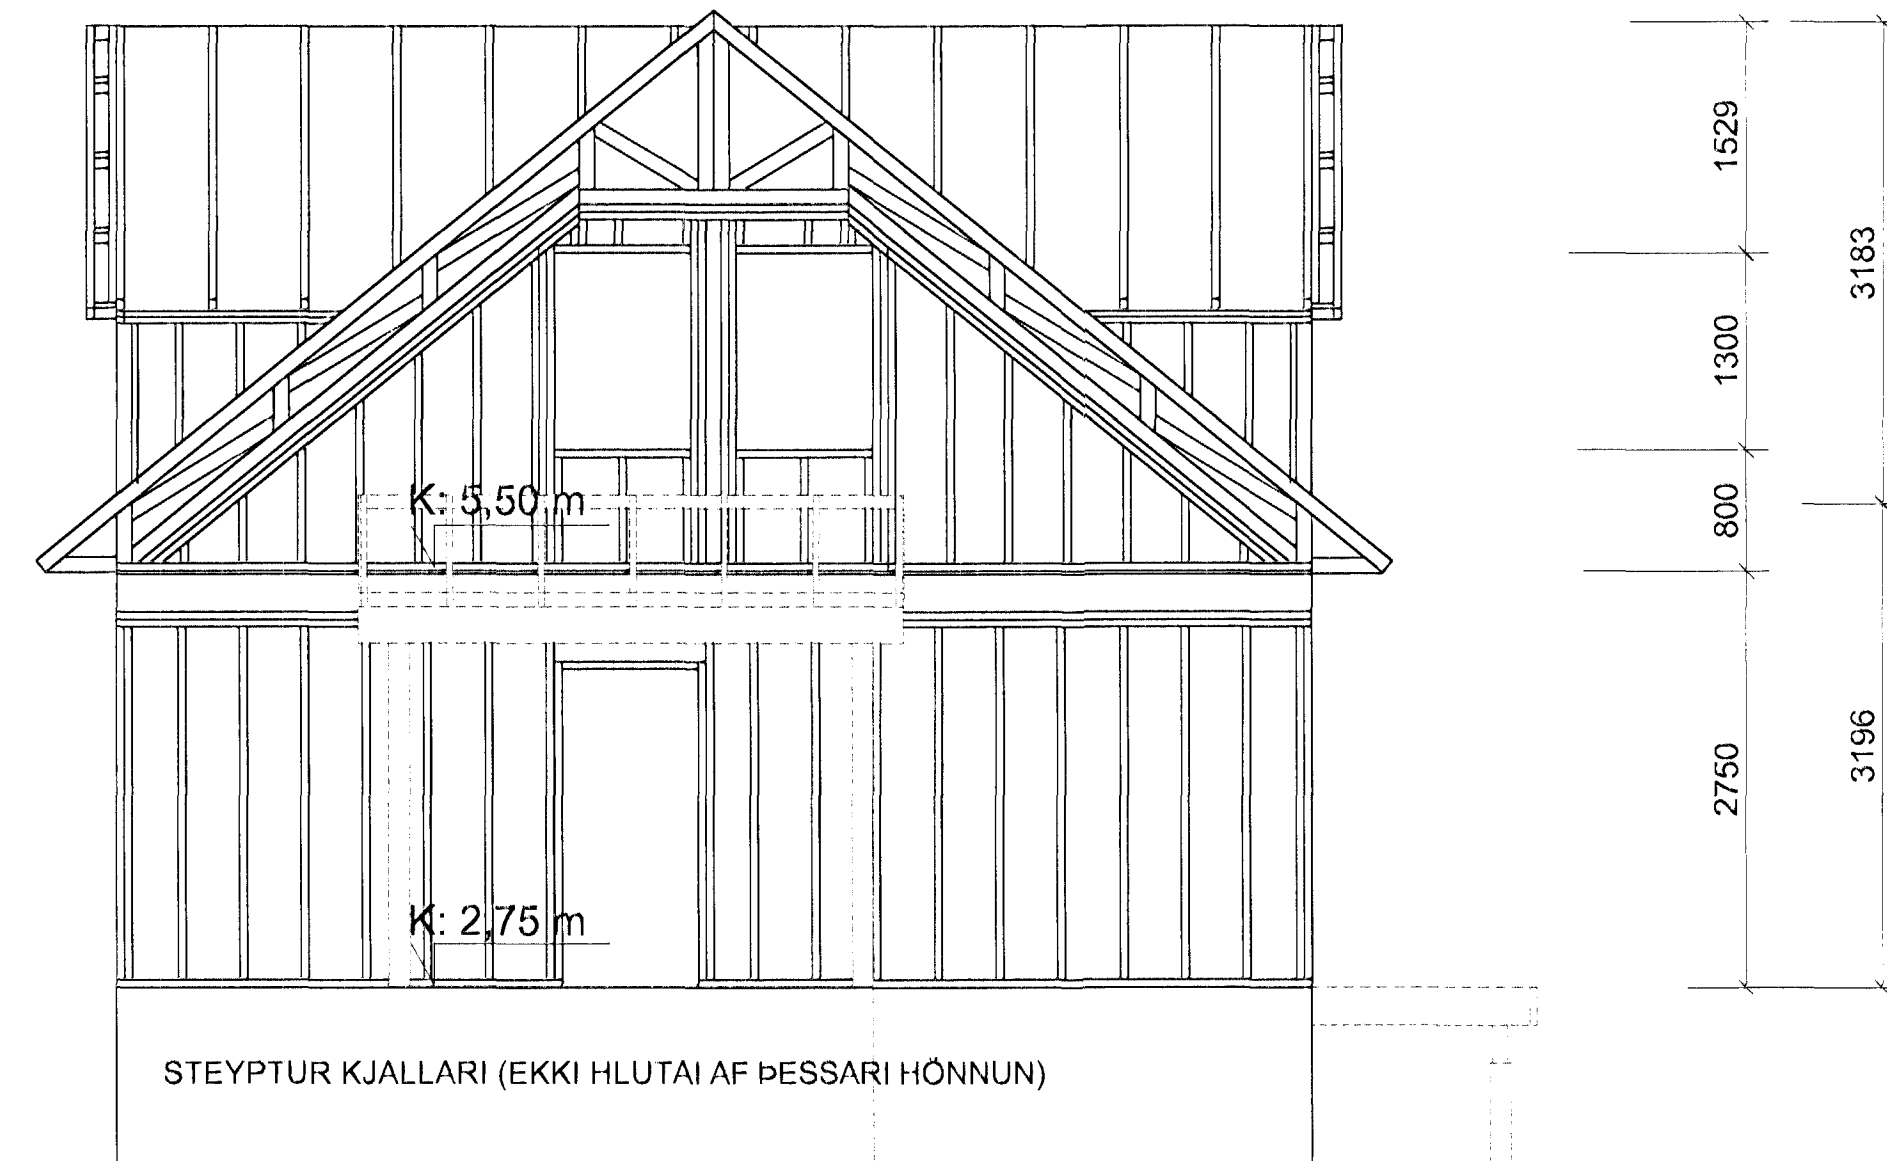 1529
3183
1300
K: 5,50 m
800
2750
3196
K: 2,75 m
STEYPTUR KJALLARI (EKKI HLUTAI AF ÞESSARI HÖNNUN)